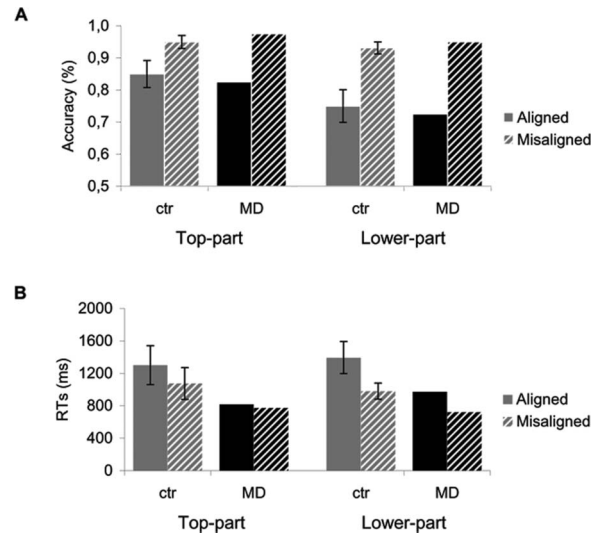 A
1,0
0,9
0,8
0,7
0,6
0,5
Accuracy (%)
ctr MD ctr MD
Top-part Lower-part
Aligned
Misaligned
B
2000
1600
1200
800
400
0
RTs (ms)
ctr MD ctr MD
Top-part Lower-part
Aligned
Misaligned